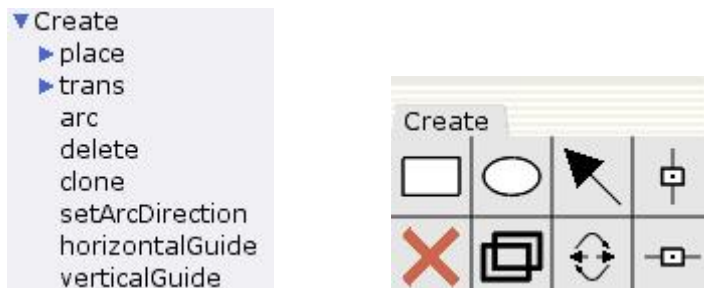 Create
place
trans
arc
delete
clone
setArcDirection
horizontalGuide
verticalGuide
Create